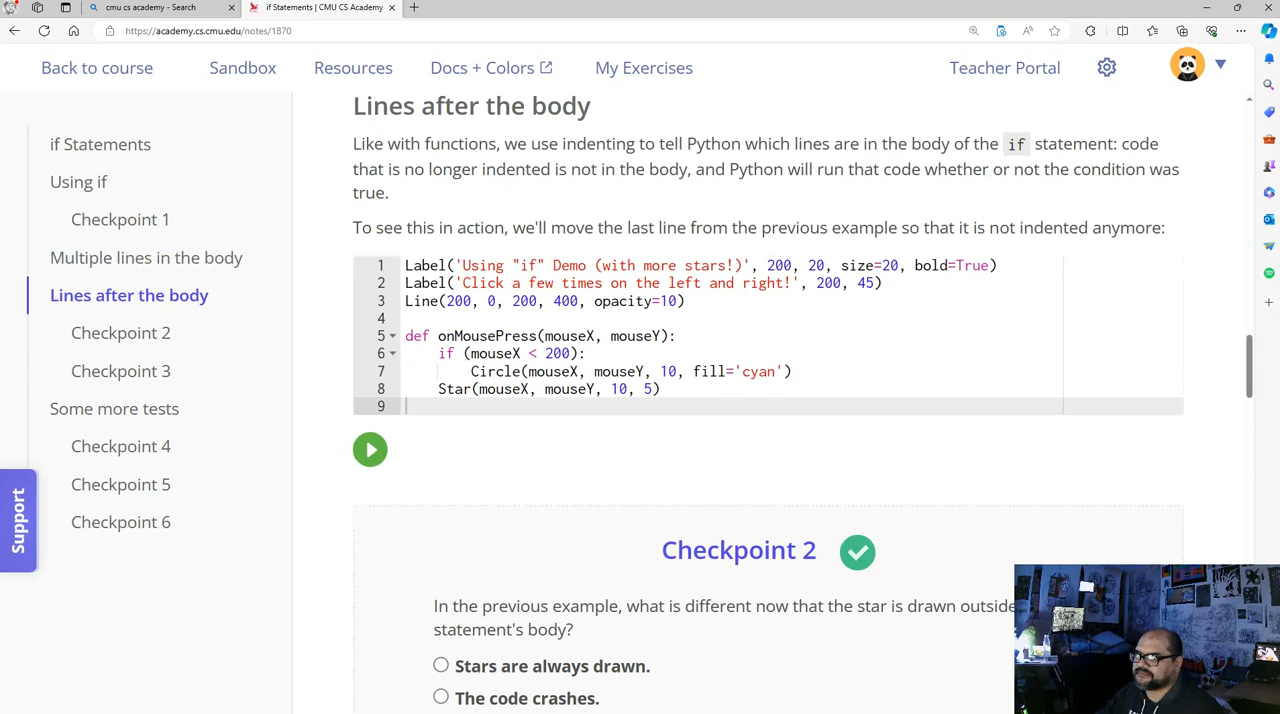 cmu cs academy - Search
if Statements | CMU CS Academy
https://academy.cs.cmu.edu/notes/1870
Back to course
Sandbox
Resources
Docs + Colors
My Exercises
Teacher Portal
if Statements
Using if
Checkpoint 1
Multiple lines in the body
Lines after the body
Checkpoint 2
Checkpoint 3
Some more tests
Checkpoint 4
Checkpoint 5
Checkpoint 6
Support
Lines after the body
Like with functions, we use indenting to tell Python which lines are in the body of the if statement: code
that is no longer indented is not in the body, and Python will run that code whether or not the condition was
true.
To see this in action, we'll move the last line from the previous example so that it is not indented anymore:
1 Label('Using "if" Demo (with more stars!)', 200, 20, size=20, bold=True)
2 Label('Click a few times on the left and right!', 200, 45)
3 Line(200, 0, 200, 400, opacity=10)
4
5 def onMousePress(mouseX, mouseY):
6     if (mouseX < 200):
7         Circle(mouseX, mouseY, 10, fill='cyan')
8     Star(mouseX, mouseY, 10, 5)
9
Checkpoint 2
In the previous example, what is different now that the star is drawn outside
statement's body?
Stars are always drawn.
The code crashes.